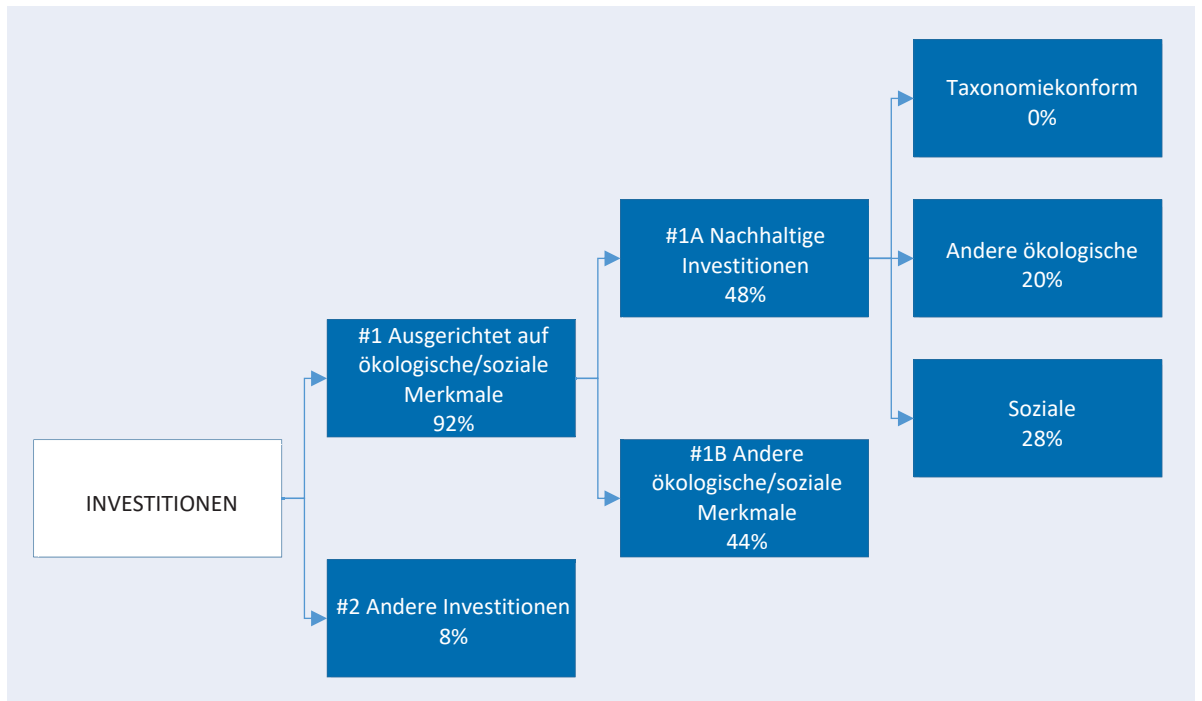 INVESTITIONEN
#1 Ausgerichtet auf
ökologische/soziale
Merkmale
92%
#2 Andere Investitionen
8%
#1A Nachhaltige
Investitionen
48%
#1B Andere
ökologische/soziale
Merkmale
44%
Taxonomiekonform
0%
Andere ökologische
20%
Soziale
28%